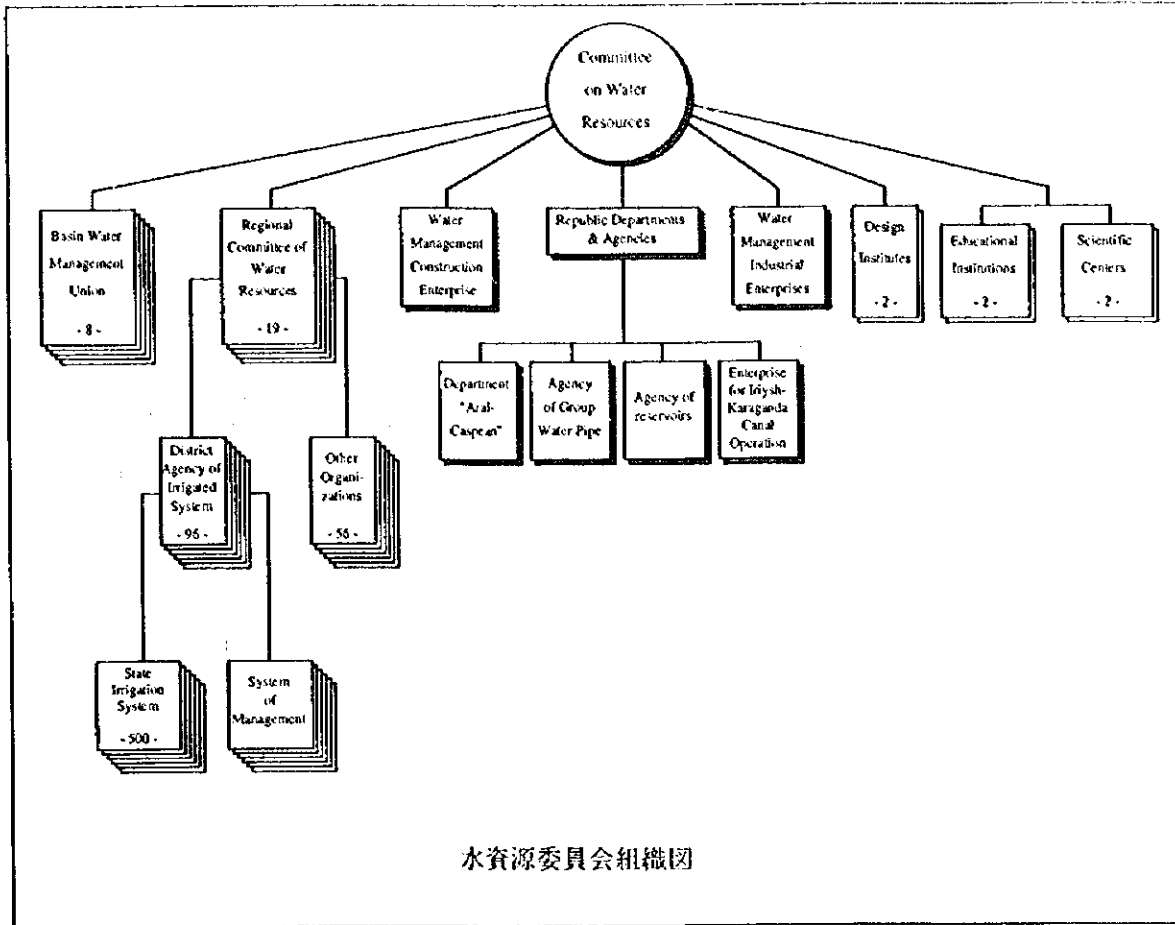 Committee
on Water
Resources
Basin Water
Management
Union
- 8 -
Regional
Committee of
Water
Resources
- 19 -
Water
Management
Construction
Enterprise
Republic Departments
& Agencies
Water
Management
Industrial
Enterprises
Design
Institutes
- 2 -
Educational
Institutions
- 2 -
Scientific
Centers
- 2 -
Department
"Aral-
Caspean"
Agency
of Group
Water Pipe
Agency of
reservoirs
Enterprise
for Iriysh-
Karaganda
Canal
Operation
District
Agency of
Irrigated
System
- 96 -
Other
Organi-
zations
- 56 -
State
Irrigation
System
- 500 -
System
of
Management
水資源委員会組織図